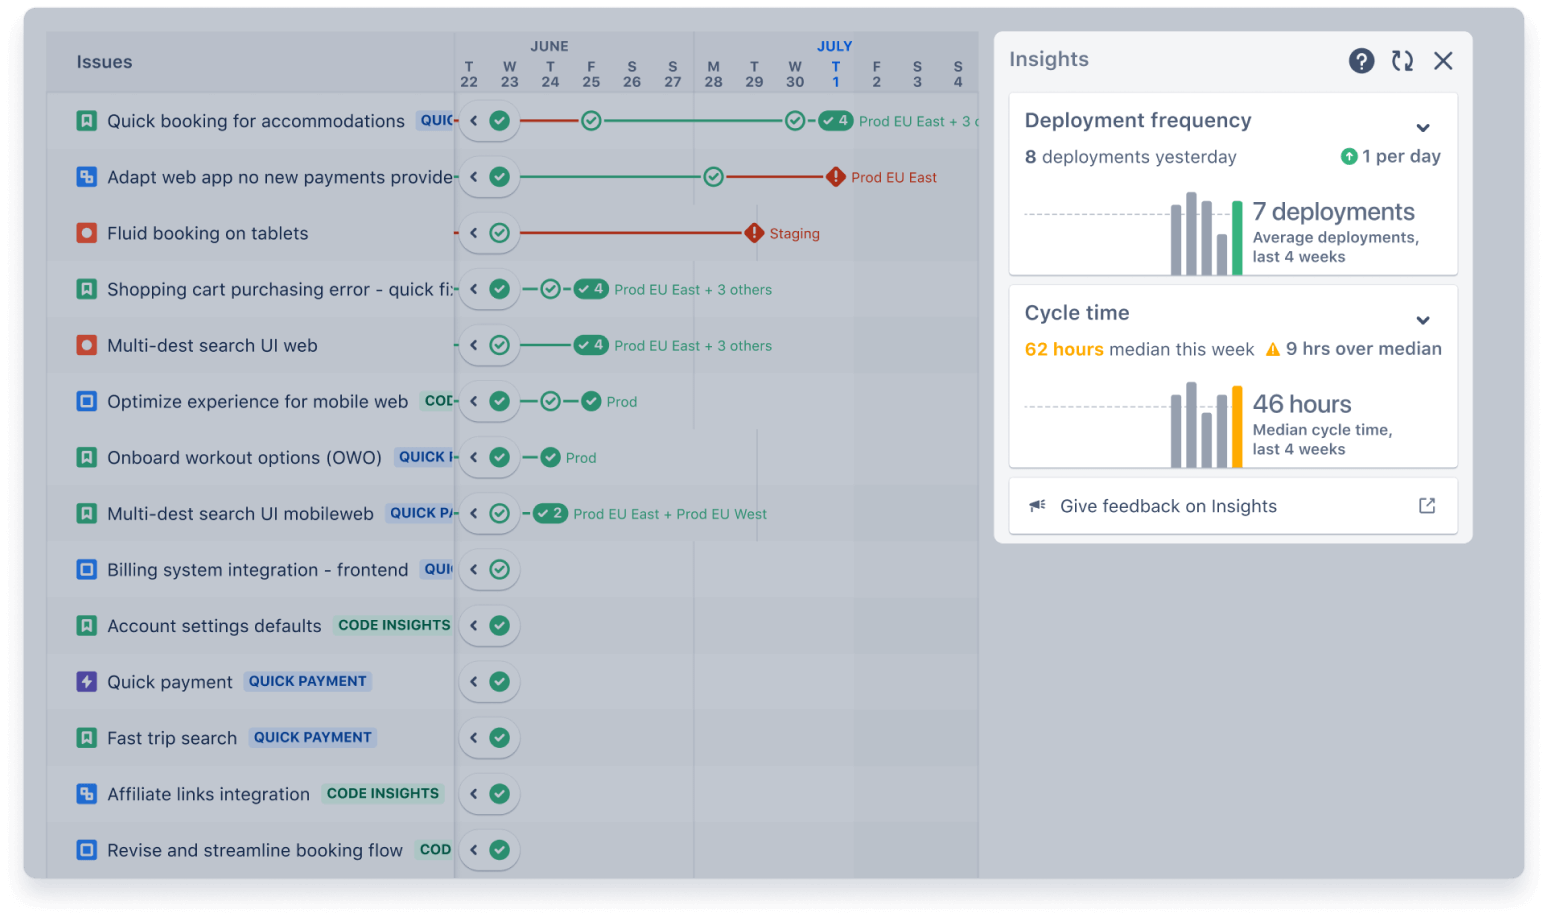 Issues
JUNE
JULY
T W T F S S M T W T F S S
22 23 24 25 26 27 28 29 30 1 2 3 4
Quick booking for accommodations QUIC
4 Prod EU East + 3 o
Adapt web app no new payments provide
Prod EU East
Fluid booking on tablets
Staging
Shopping cart purchasing error - quick fix
4 Prod EU East + 3 others
Multi-dest search UI web
4 Prod EU East + 3 others
Optimize experience for mobile web COD
Prod
Onboard workout options (OWO) QUICK P
Prod
Multi-dest search UI mobileweb QUICK PA
2 Prod EU East + Prod EU West
Billing system integration - frontend QUI
Account settings defaults CODE INSIGHTS
Quick payment QUICK PAYMENT
Fast trip search QUICK PAYMENT
Affiliate links integration CODE INSIGHTS
Revise and streamline booking flow COD
Insights
?
Deployment frequency
8 deployments yesterday
1 per day
7 deployments
Average deployments,
last 4 weeks
Cycle time
62 hours median this week
9 hrs over median
46 hours
Median cycle time,
last 4 weeks
Give feedback on Insights